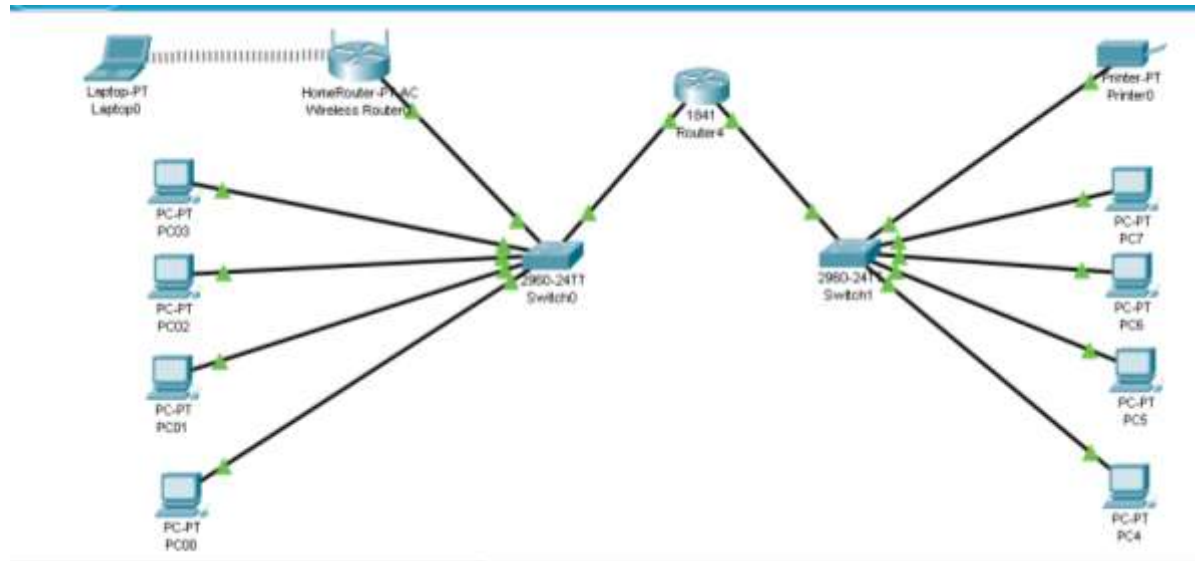 Laptop-PT
Laptop0
HomeRouter-PT-AC
Wireless Router0
1841
Router4
Printer-PT
Printer0
PC-PT
PC03
PC-PT
PC02
PC-PT
PC01
PC-PT
PC00
2960-24TT
Switch0
2960-24TT
Switch1
PC-PT
PC7
PC-PT
PC6
PC-PT
PC5
PC-PT
PC4